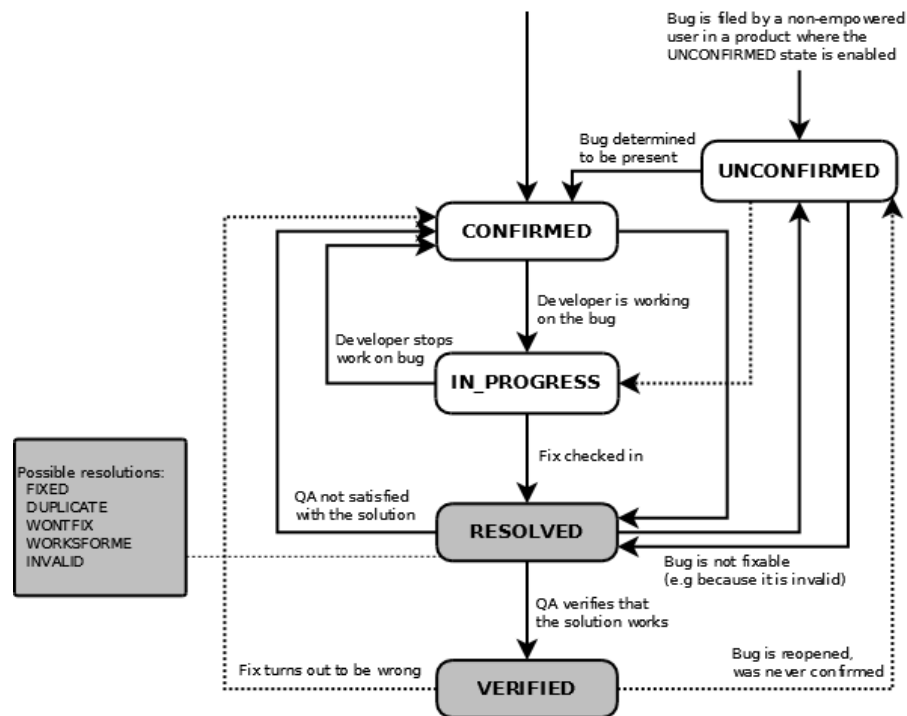 Bug is filed by a non-empowered
user in a product where the
UNCONFIRMED state is enabled
Bug determined
to be present
UNCONFIRMED
CONFIRMED
Developer is working
on the bug
Developer stops
work on bug
IN_PROGRESS
Possible resolutions:
FIXED
DUPLICATE
WONTFIX
WORKSFORME
INVALID
Fix checked in
QA not satisfied
with the solution
RESOLVED
Bug is not fixable
(e.g because it is invalid)
QA verifies that
the solution works
Fix turns out to be wrong
VERIFIED
Bug is reopened,
was never confirmed